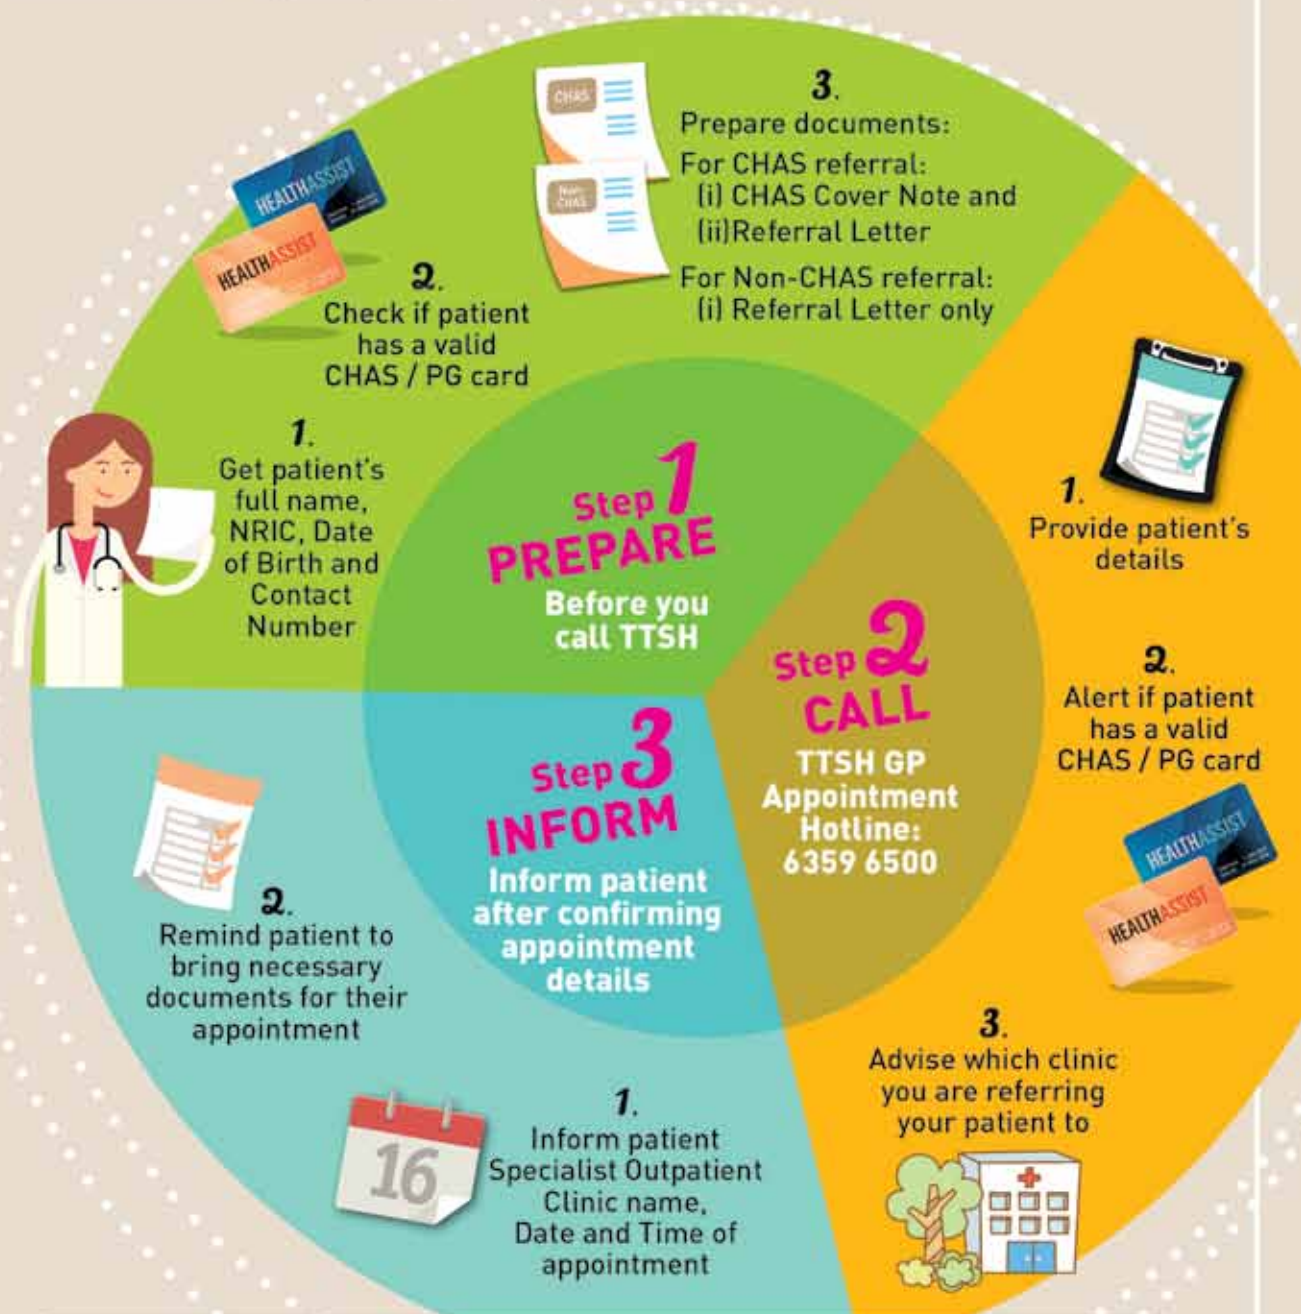 Step 1
PREPARE
Before you
call TTSH
1.
Get patient's
full name,
NRIC, Date
of Birth and
Contact
Number
2.
Check if patient
has a valid
CHAS / PG card
HEALTHASSIST
HEALTHASSIST
3.
Prepare documents:
For CHAS referral:
(i) CHAS Cover Note and
(ii)Referral Letter
For Non-CHAS referral:
(i) Referral Letter only
CHAS
Non-
CHAS
Step 2
CALL
TTSH GP
Appointment
Hotline:
6359 6500
1.
Provide patient's
details
2.
Alert if patient
has a valid
CHAS / PG card
HEALTHASSIST
HEALTHASSIST
3.
Advise which clinic
you are referring
your patient to
Step 3
INFORM
Inform patient
after confirming
appointment
details
1.
Inform patient
Specialist Outpatient
Clinic name,
Date and Time of
appointment
16
2.
Remind patient to
bring necessary
documents for their
appointment